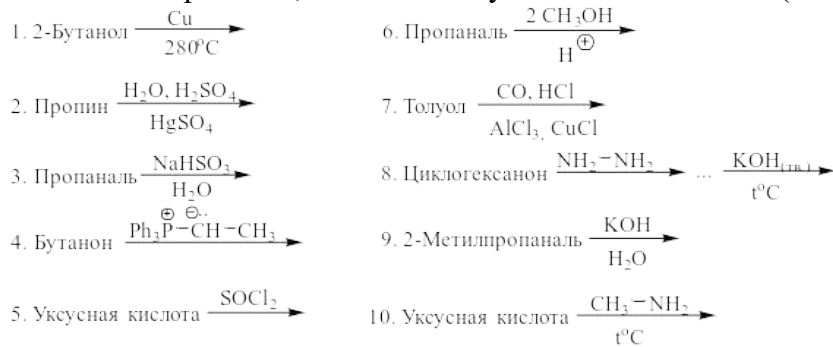 1. 2-Бутанол Cu 280°C
2. Пропин H₂O, H₂SO₄ HgSO₄
3. Пропаналь NaHSO₃ H₂O
4. Бутанон Ph₃P⊕–CH⊖–CH₃
5. Уксусная кислота SOCl₂
6. Пропаналь 2 CH₃OH H⊕
7. Толуол CO, HCl AlCl₃, CuCl
8. Циклогексанон NH₂–NH₂ ... KOH(тв.) t°C
9. 2-Метилпропаналь KOH H₂O
10. Уксусная кислота CH₃–NH₂ t°C